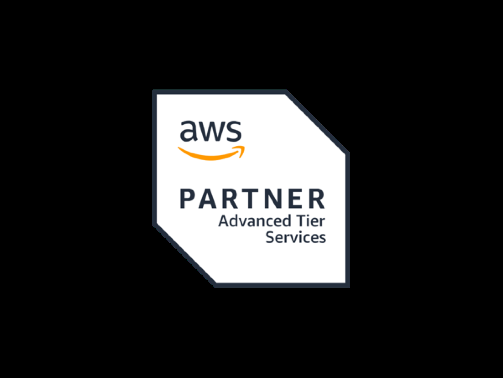 aws
PARTNER
Advanced Tier
Services